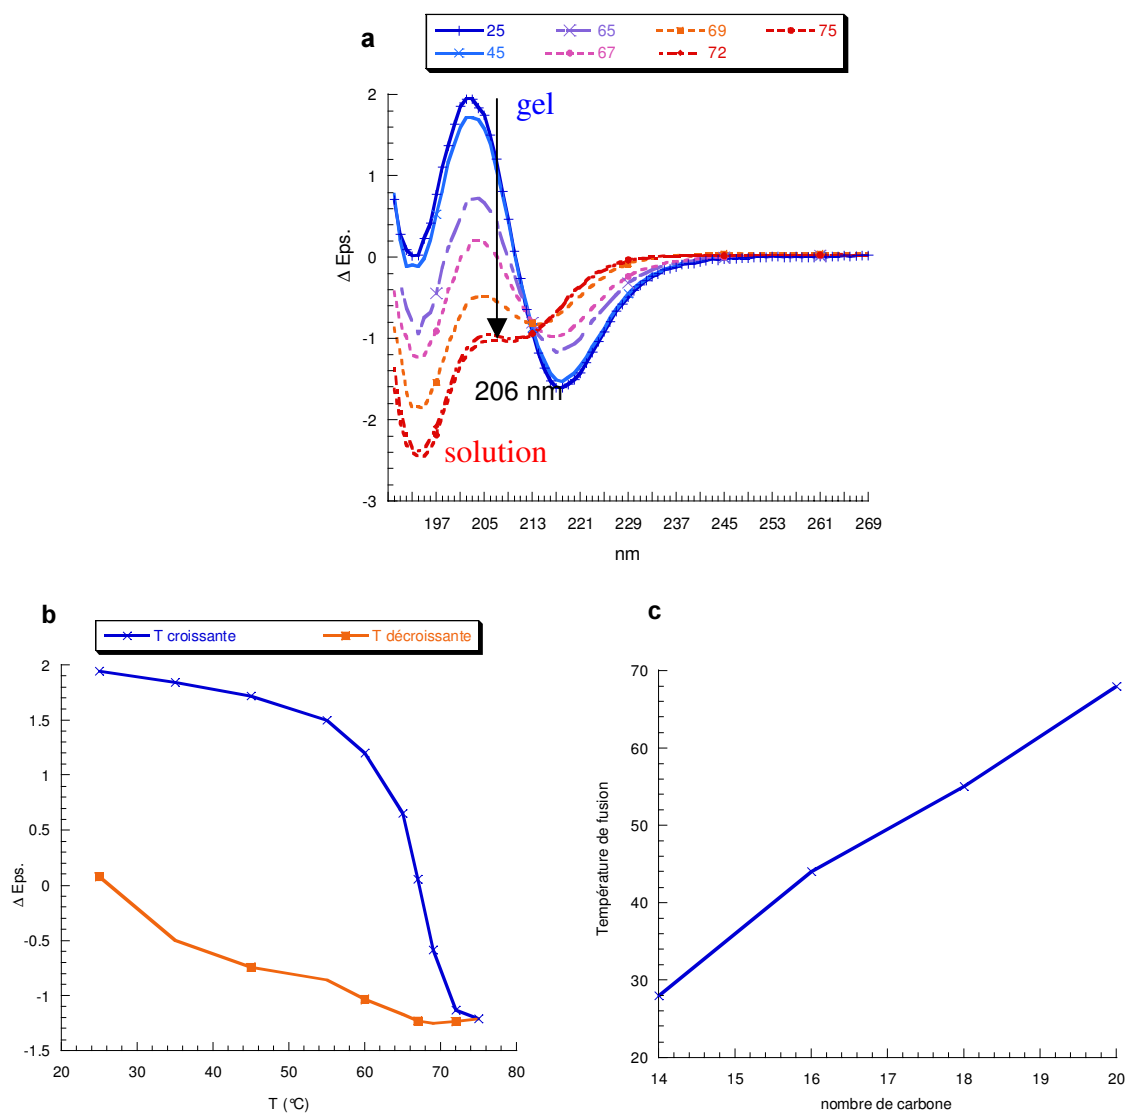 a
25 65 69 75
45 67 72
gel
2
1
0
-1
-2
-3
Δ Eps.
206 nm
solution
197 205 213 221 229 237 245 253 261 269
nm
b
T croissante T décroissante
2
1.5
1
0.5
0
-0.5
-1
-1.5
Δ Eps.
20 30 40 50 60 70 80
T (°C)
c
70
60
50
40
30
20
Température de fusion
14 15 16 17 18 19 20
nombre de carbone